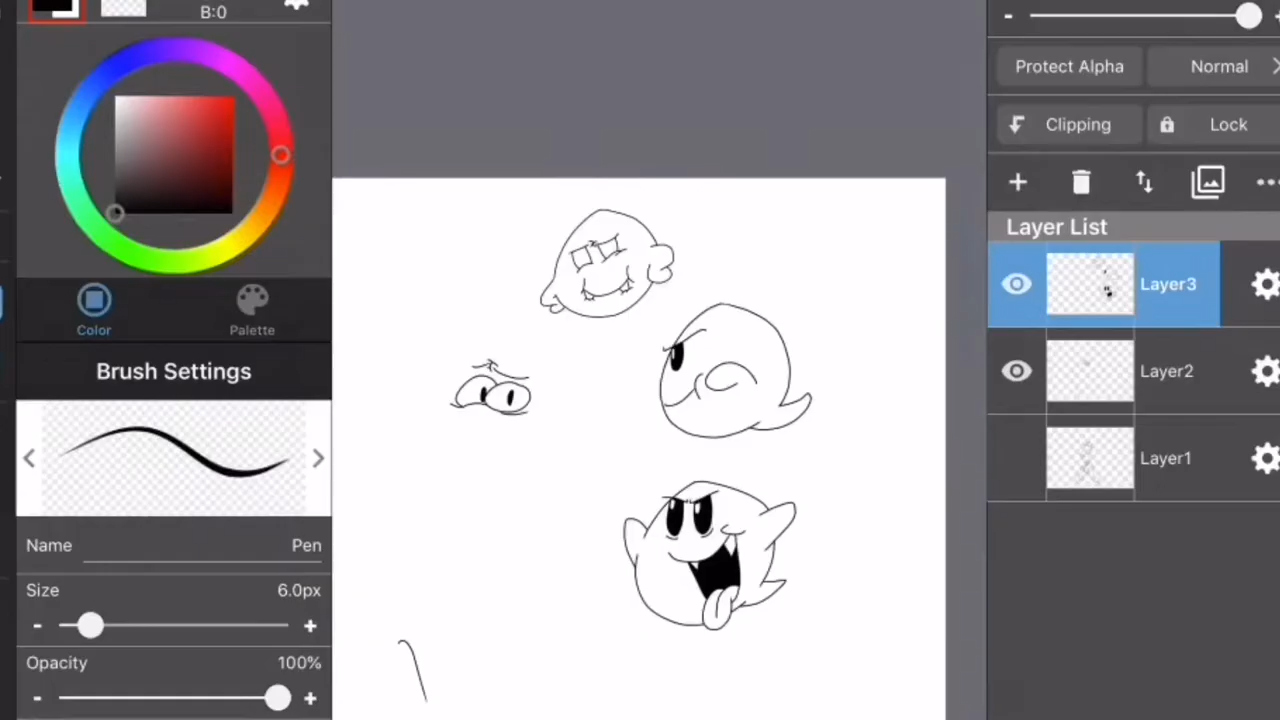 B:0
Color
Palette
Brush Settings
Name Pen
Size 6.0px
- +
Opacity 100%
- +
-
Protect Alpha Normal
Clipping Lock
Layer List
Layer3
Layer2
Layer1